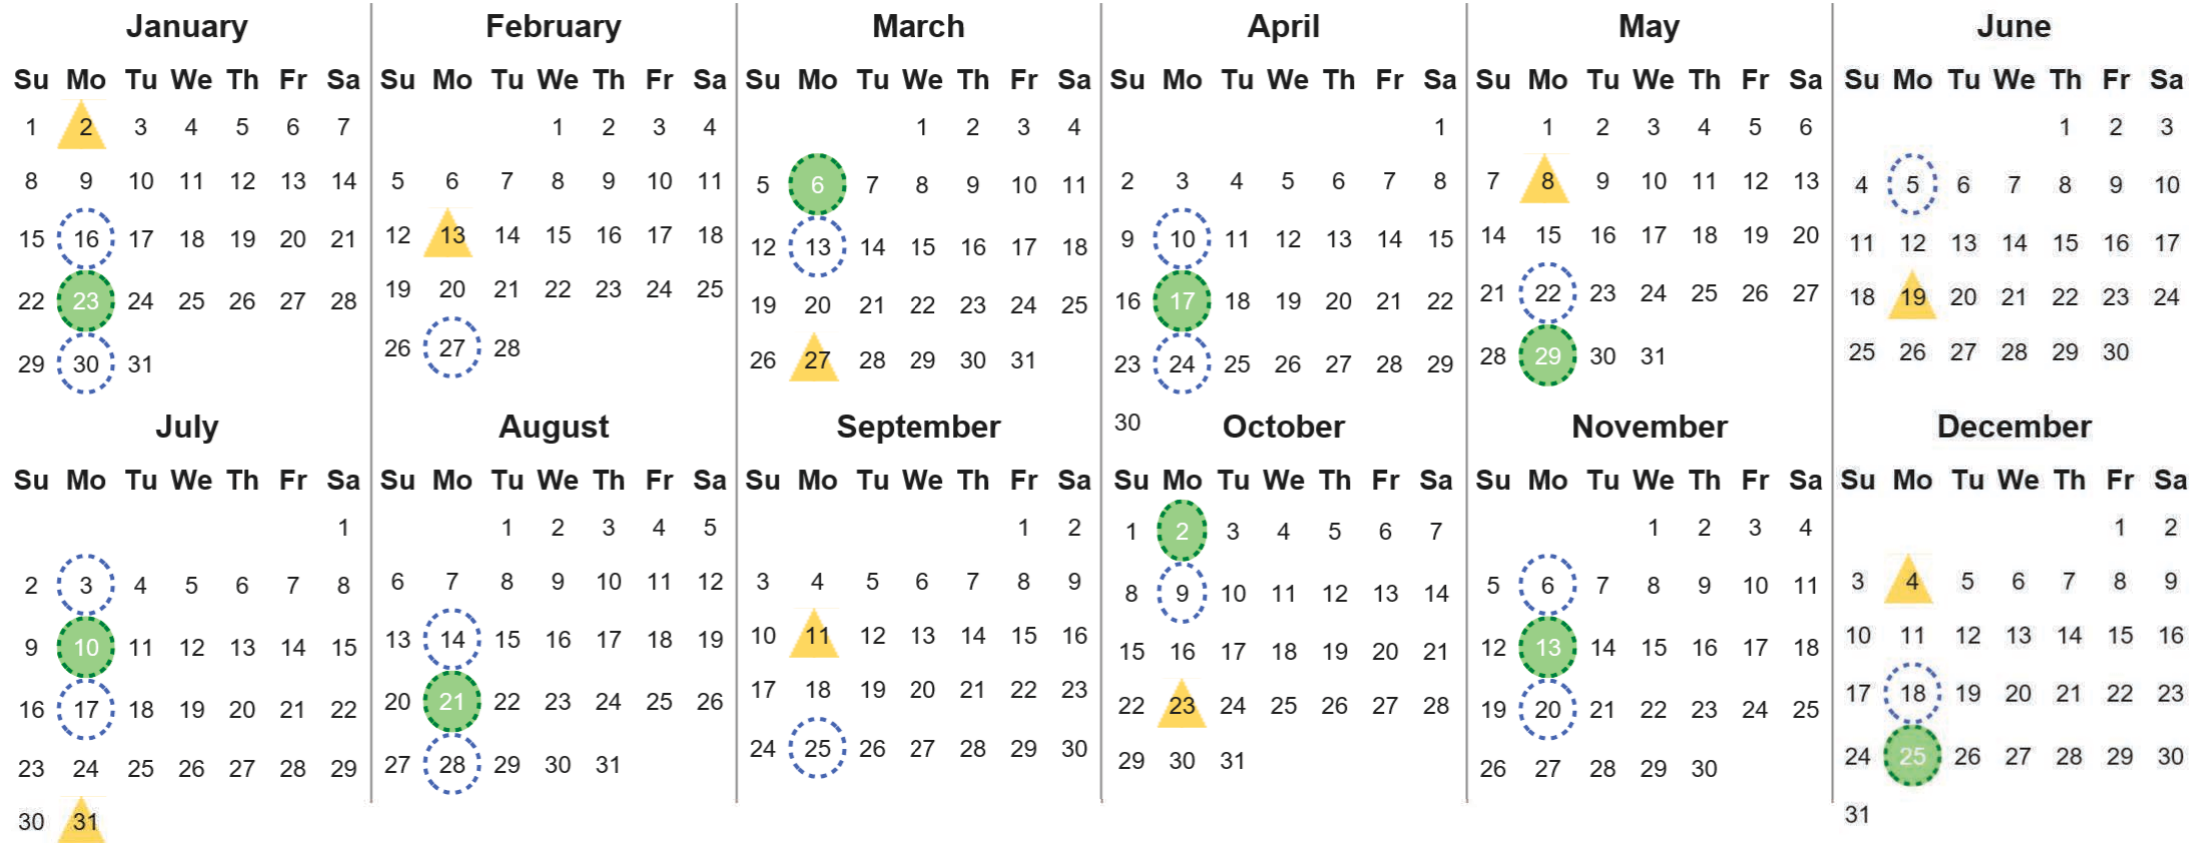 January February March April May June
Su Mo Tu We Th Fr Sa Su Mo Tu We Th Fr Sa Su Mo Tu We Th Fr Sa Su Mo Tu We Th Fr Sa Su Mo Tu We Th Fr Sa Su Mo Tu We Th Fr Sa
1 2 3 4 5 6 7 1 2 3 4 1 2 3 4 1 1 2 3 4 5 6 1 2 3
8 9 10 11 12 13 14 5 6 7 8 9 10 11 5 6 7 8 9 10 11 2 3 4 5 6 7 8 7 8 9 10 11 12 13 4 5 6 7 8 9 10
15 16 17 18 19 20 21 12 13 14 15 16 17 18 12 13 14 15 16 17 18 9 10 11 12 13 14 15 14 15 16 17 18 19 20 11 12 13 14 15 16 17
22 23 24 25 26 27 28 19 20 21 22 23 24 25 19 20 21 22 23 24 25 16 17 18 19 20 21 22 21 22 23 24 25 26 27 18 19 20 21 22 23 24
29 30 31 26 27 28 26 27 28 29 30 31 23 24 25 26 27 28 29 28 29 30 31 25 26 27 28 29 30
30
July August September October November December
Su Mo Tu We Th Fr Sa Su Mo Tu We Th Fr Sa Su Mo Tu We Th Fr Sa Su Mo Tu We Th Fr Sa Su Mo Tu We Th Fr Sa Su Mo Tu We Th Fr Sa
1 1 2 3 4 5 1 2 1 2 3 4 5 6 7 1 2 3 4 1 2
2 3 4 5 6 7 8 6 7 8 9 10 11 12 3 4 5 6 7 8 9 8 9 10 11 12 13 14 5 6 7 8 9 10 11 3 4 5 6 7 8 9
9 10 11 12 13 14 15 13 14 15 16 17 18 19 10 11 12 13 14 15 16 15 16 17 18 19 20 21 12 13 14 15 16 17 18 10 11 12 13 14 15 16
16 17 18 19 20 21 22 20 21 22 23 24 25 26 17 18 19 20 21 22 23 22 23 24 25 26 27 28 19 20 21 22 23 24 25 17 18 19 20 21 22 23
23 24 25 26 27 28 29 27 28 29 30 31 24 25 26 27 28 29 30 29 30 31 26 27 28 29 30 24 25 26 27 28 29 30
30 31 31